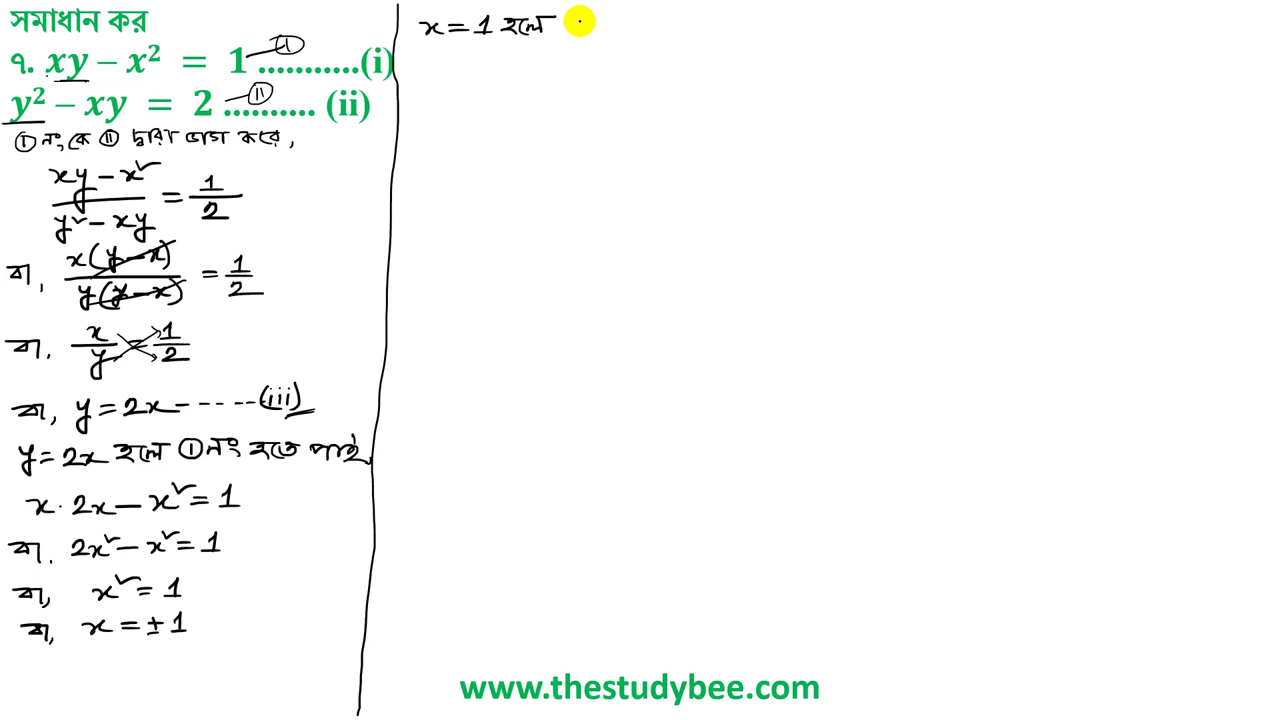 সমাধান কর
৭. xy – x² = 1 ...........(i) ⓘ
y² – xy = 2 .......... (ii) ⓘⓘ
ⓘ নং কে ⓘⓘ দ্বারা ভাগ করে,
(xy – x²)/(y² – xy) = 1/2
বা, x(y – x)/y(y – x) = 1/2
বা, x/y = 1/2
বা, y = 2x - - - - - -(iii)
y = 2x হলে ⓘ নং হতে পাই,
x · 2x – x² = 1
বা, 2x² – x² = 1
বা, x² = 1
বা, x = ± 1
x = 1 হলে
www.thestudybee.com